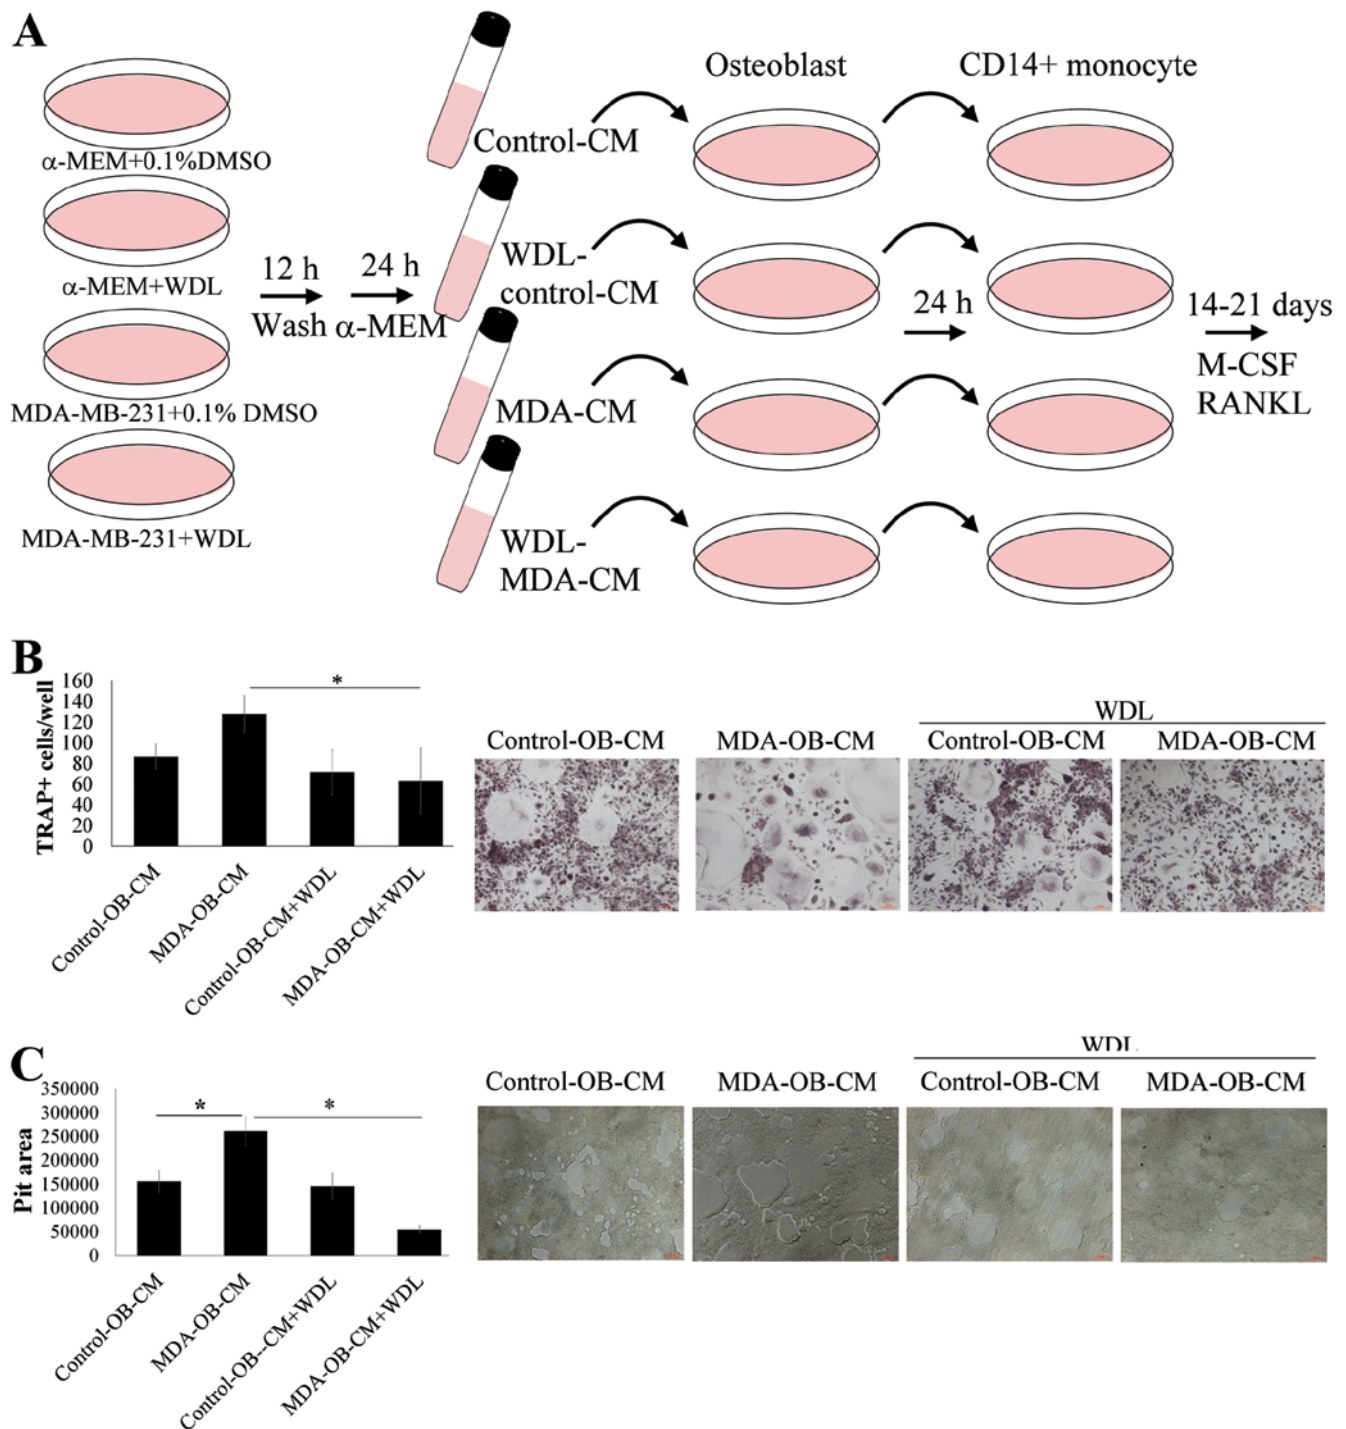 A
α-MEM+0.1%DMSO
α-MEM+WDL
MDA-MB-231+0.1% DMSO
MDA-MB-231+WDL
12 h
Wash
24 h
α-MEM
Control-CM
WDL-
control-CM
MDA-CM
WDL-
MDA-CM
Osteoblast
CD14+ monocyte
24 h
14-21 days
M-CSF
RANKL
B
TRAP+ cells/well
160
140
120
100
80
60
40
20
0
*
Control-OB-CM
MDA-OB-CM
Control-OB-CM+WDL
MDA-OB-CM+WDL
WDL
Control-OB-CM
MDA-OB-CM
Control-OB-CM
MDA-OB-CM
C
Pit area
350000
300000
250000
200000
150000
100000
50000
0
*
*
Control-OB-CM
MDA-OB-CM
Control-OB--CM+WDL
MDA-OB-CM+WDL
WDL
Control-OB-CM
MDA-OB-CM
Control-OB-CM
MDA-OB-CM